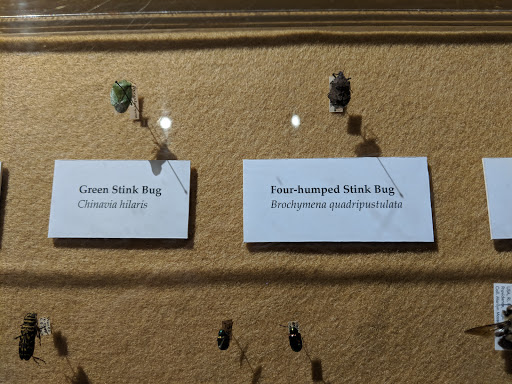 Green Stink Bug
Chinavia hilaris
Four-humped Stink Bug
Brochymena quadripustulata